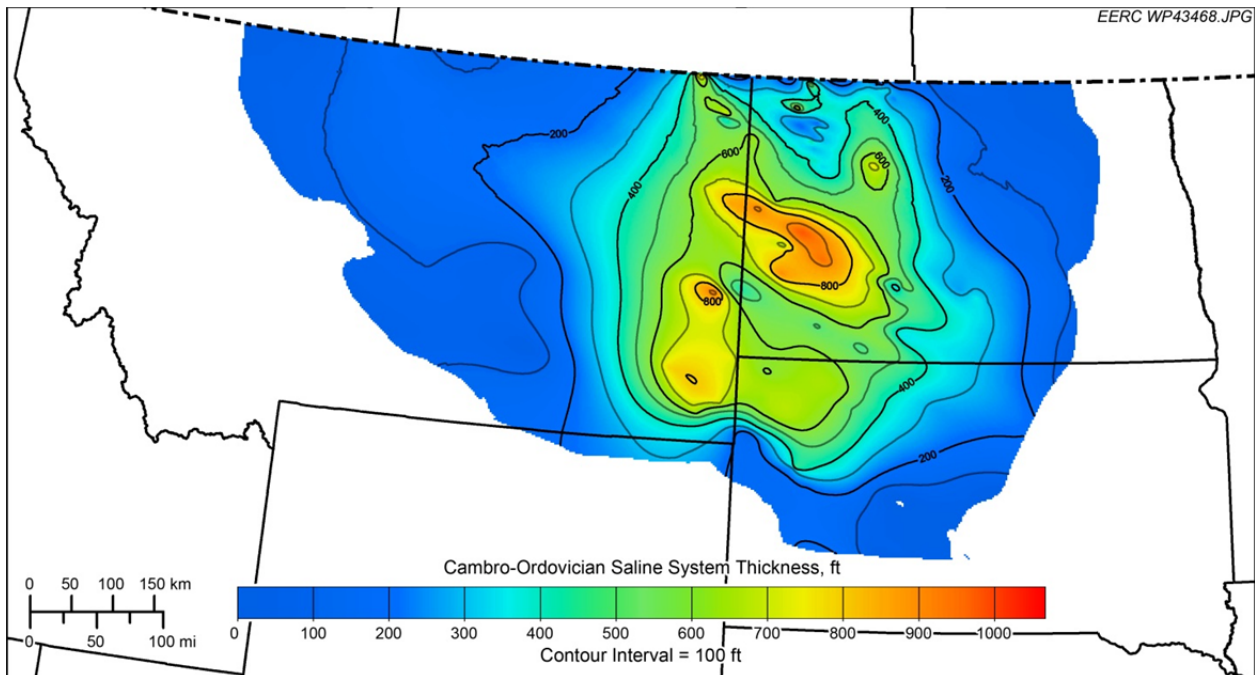 EERC WP43468.JPG
200
400
600
400
600
200
800
800
400
200
Cambro-Ordovician Saline System Thickness, ft
0 50 100 150 km
0 50 100 mi
0 100 200 300 400 500 600 700 800 900 1000
Contour Interval = 100 ft